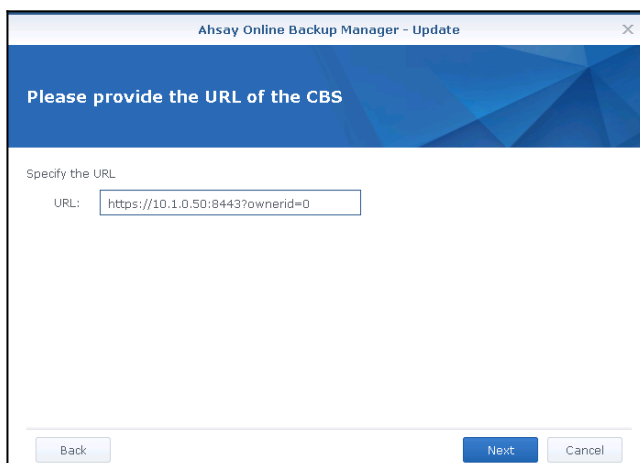 Ahsay Online Backup Manager - Update
Please provide the URL of the CBS
Specify the URL
URL: https://10.1.0.50:8443?ownerid=0
Back Next Cancel